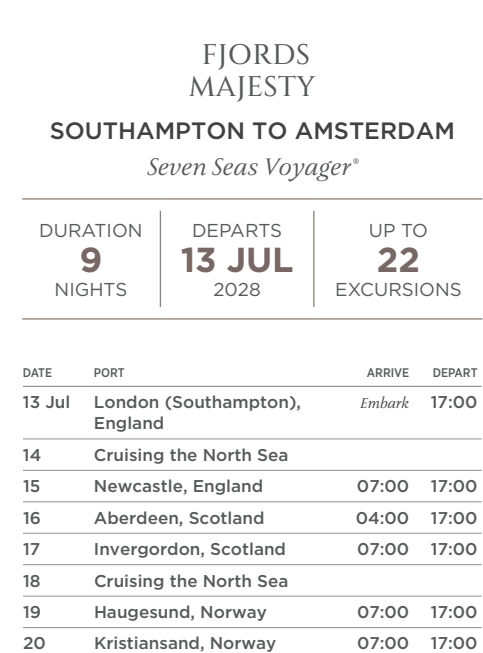 FJORDS
MAJESTY
SOUTHAMPTON TO AMSTERDAM
Seven Seas Voyager®
DURATION DEPARTS UP TO
9 13 JUL 22
NIGHTS 2028 EXCURSIONS
DATE PORT ARRIVE DEPART
13 Jul London (Southampton), Embark 17:00
England
14 Cruising the North Sea
15 Newcastle, England 07:00 17:00
16 Aberdeen, Scotland 04:00 17:00
17 Invergordon, Scotland 07:00 17:00
18 Cruising the North Sea
19 Haugesund, Norway 07:00 17:00
20 Kristiansand, Norway 07:00 17:00